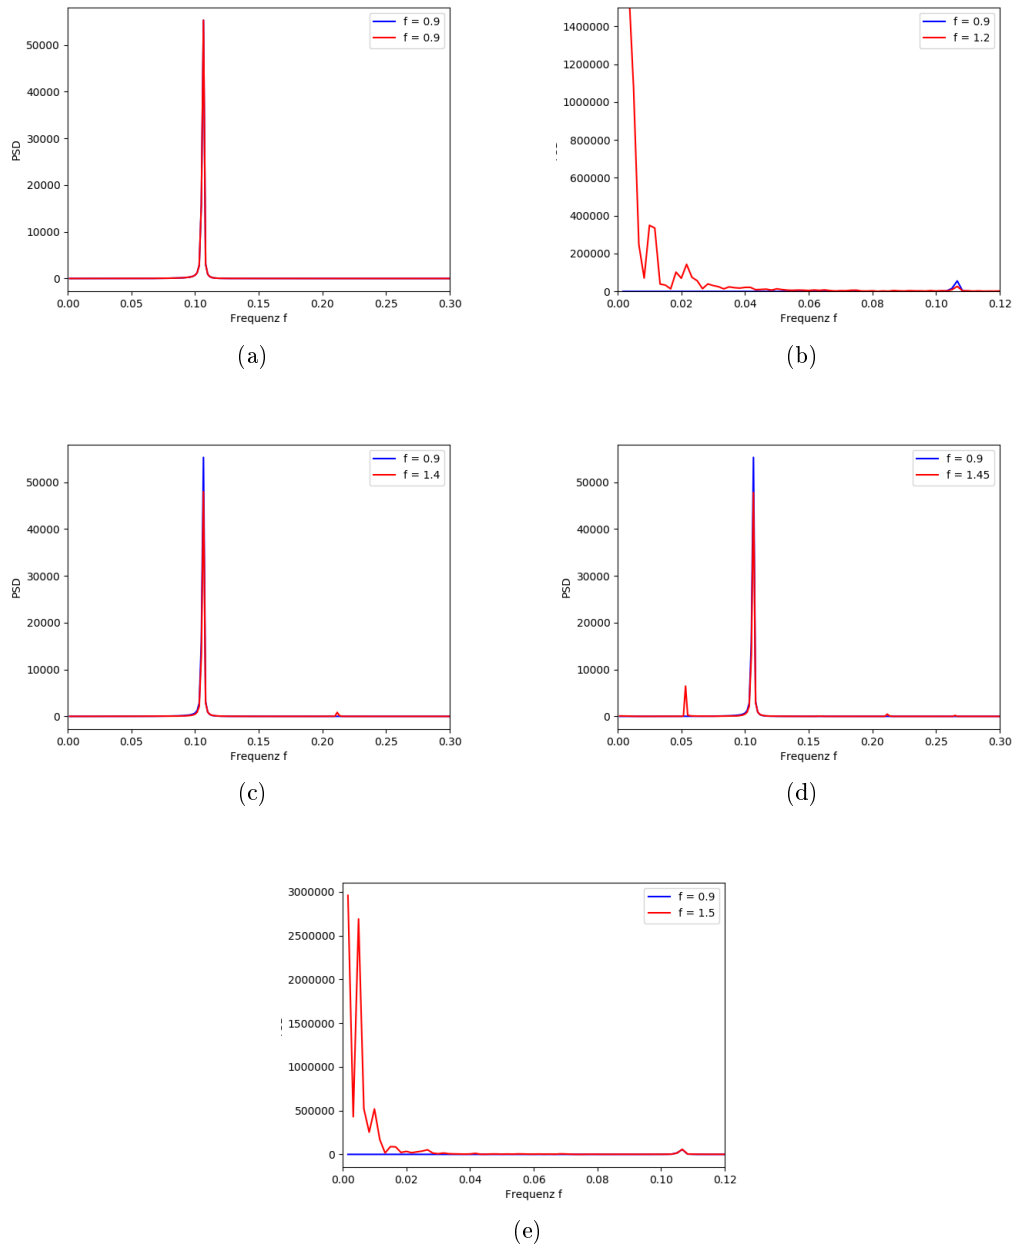 f = 0.9
f = 0.9
50000
40000
30000
20000
10000
0
PSD
0.00 0.05 0.10 0.15 0.20 0.25 0.30
Frequenz f
(a)
f = 0.9
f = 1.2
1400000
1200000
1000000
800000
600000
400000
200000
0
0.00 0.02 0.04 0.06 0.08 0.10 0.12
Frequenz f
(b)
f = 0.9
f = 1.4
50000
40000
30000
20000
10000
0
PSD
0.00 0.05 0.10 0.15 0.20 0.25 0.30
Frequenz f
(c)
f = 0.9
f = 1.45
50000
40000
30000
20000
10000
0
PSD
0.00 0.05 0.10 0.15 0.20 0.25 0.30
Frequenz f
(d)
f = 0.9
f = 1.5
3000000
2500000
2000000
1500000
1000000
500000
0
0.00 0.02 0.04 0.06 0.08 0.10 0.12
Frequenz f
(e)